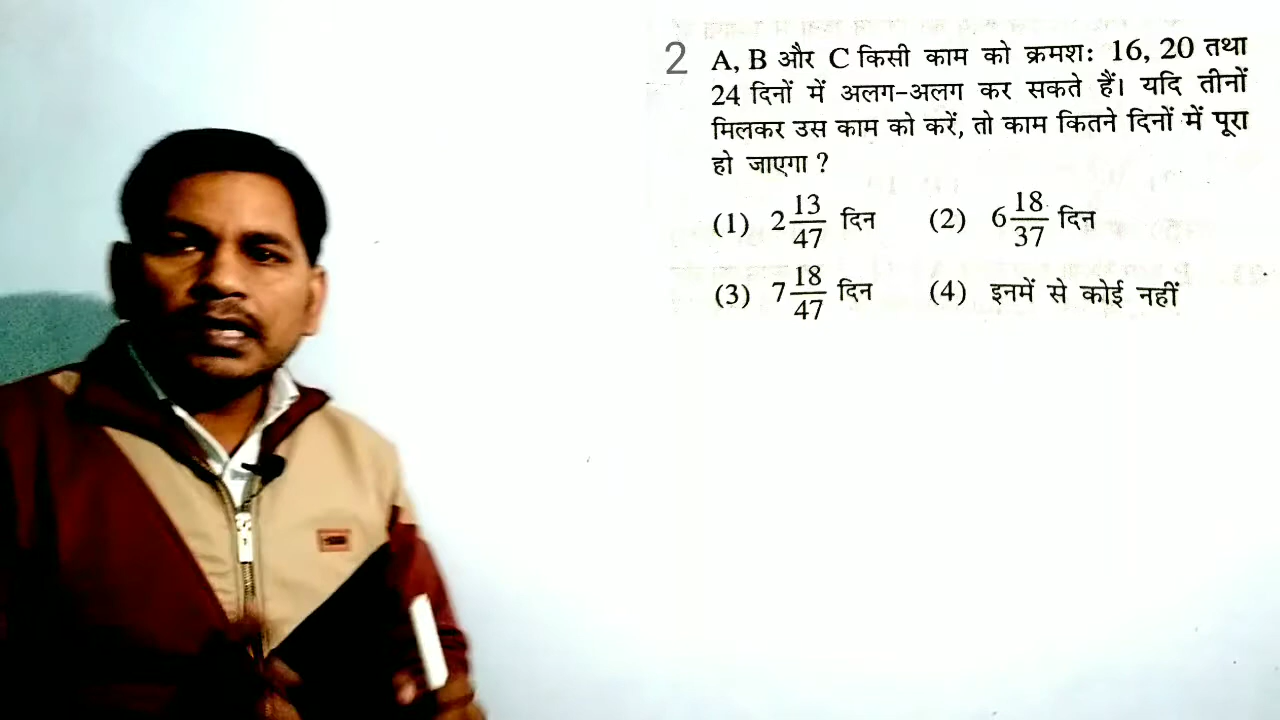 2 A, B और C किसी काम को क्रमश: 16, 20 तथा
24 दिनों में अलग-अलग कर सकते हैं। यदि तीनों
मिलकर उस काम को करें, तो काम कितने दिनों में पूरा
हो जाएगा ?
(1) 2 13/47 दिन (2) 6 18/37 दिन
(3) 7 18/47 दिन (4) इनमें से कोई नहीं